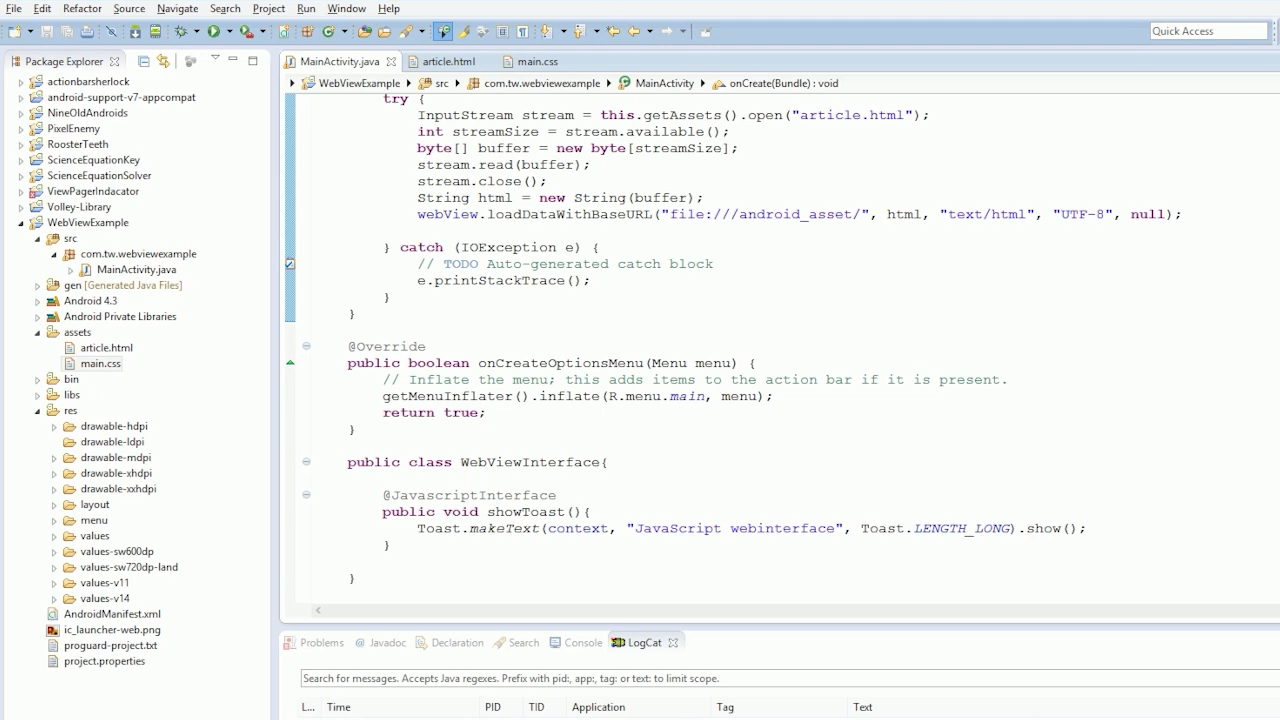 File Edit Refactor Source Navigate Search Project Run Window Help
Quick Access
Package Explorer
MainActivity.java article.html main.css
WebViewExample src com.tw.webviewexample MainActivity onCreate(Bundle) : void
actionbarsherlock
android-support-v7-appcompat
NineOldAndroids
PixelEnemy
RoosterTeeth
ScienceEquationKey
ScienceEquationSolver
ViewPagerIndacator
Volley-Library
WebViewExample
src
com.tw.webviewexample
MainActivity.java
gen [Generated Java Files]
Android 4.3
Android Private Libraries
assets
article.html
main.css
bin
libs
res
drawable-hdpi
drawable-ldpi
drawable-mdpi
drawable-xhdpi
drawable-xxhdpi
layout
menu
values
values-sw600dp
values-sw720dp-land
values-v11
values-v14
AndroidManifest.xml
ic_launcher-web.png
proguard-project.txt
project.properties
try {
InputStream stream = this.getAssets().open("article.html");
int streamSize = stream.available();
byte[] buffer = new byte[streamSize];
stream.read(buffer);
stream.close();
String html = new String(buffer);
webView.loadDataWithBaseURL("file:///android_asset/", html, "text/html", "UTF-8", null);
} catch (IOException e) {
// TODO Auto-generated catch block
e.printStackTrace();
}
}
@Override
public boolean onCreateOptionsMenu(Menu menu) {
// Inflate the menu; this adds items to the action bar if it is present.
getMenuInflater().inflate(R.menu.main, menu);
return true;
}
public class WebViewInterface{
@JavascriptInterface
public void showToast(){
Toast.makeText(context, "JavaScript webinterface", Toast.LENGTH_LONG).show();
}
}
Problems Javadoc Declaration Search Console LogCat
Search for messages. Accepts Java regexes. Prefix with pid:, app:, tag: or text: to limit scope.
L... Time PID TID Application Tag Text